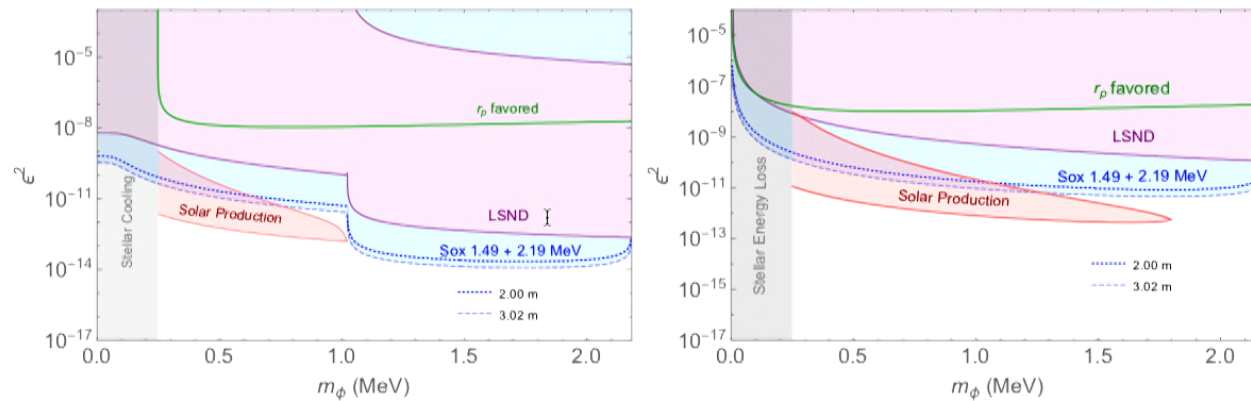 10⁻⁵
10⁻⁸
10⁻¹¹
10⁻¹⁴
10⁻¹⁷
ϵ²
0.0
0.5
1.0
1.5
2.0
m_ϕ (MeV)
Stellar Cooling
r_p favored
LSND
Solar Production
Sox 1.49 + 2.19 MeV
2.00 m
3.02 m
10⁻⁵
10⁻⁷
10⁻⁹
10⁻¹¹
10⁻¹³
10⁻¹⁵
10⁻¹⁷
ϵ²
0.0
0.5
1.0
1.5
2.0
m_ϕ (MeV)
Stellar Energy Loss
r_p favored
LSND
Sox 1.49 + 2.19 MeV
Solar Production
2.00 m
3.02 m